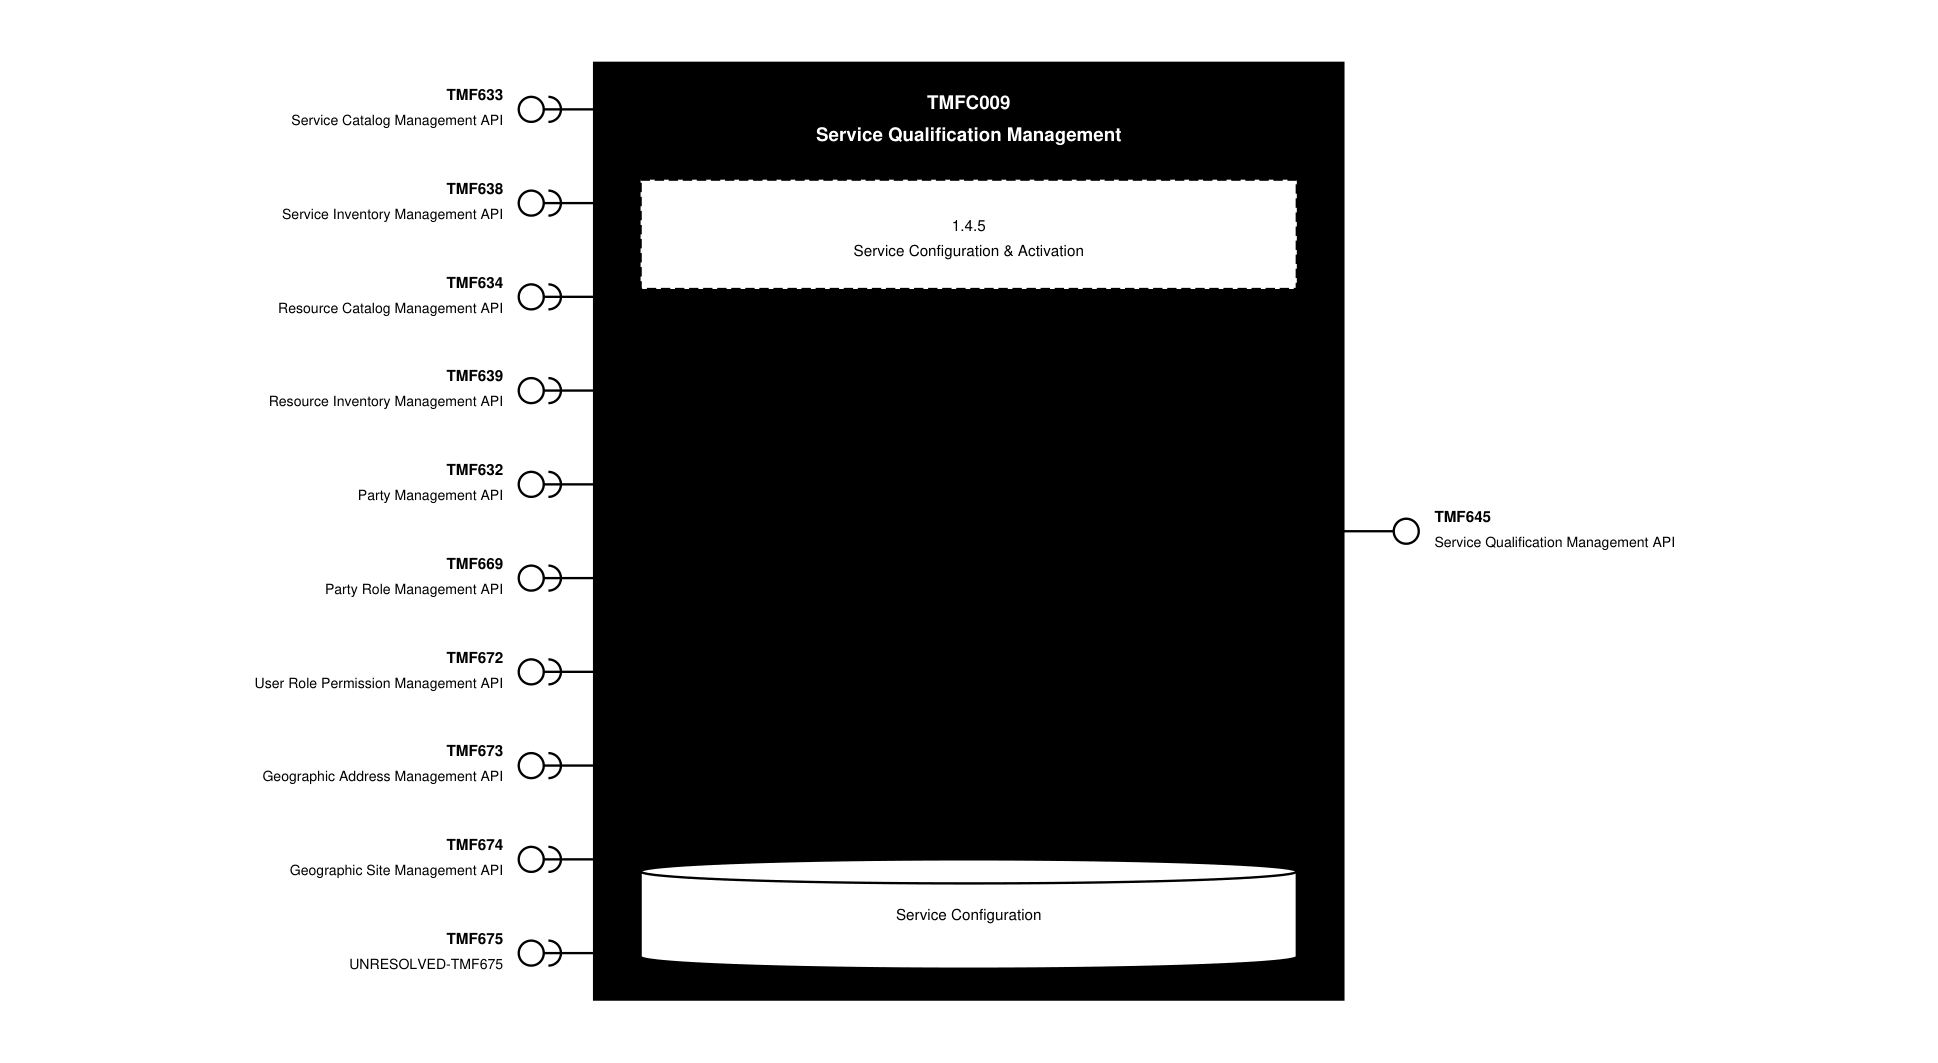 TMF633
Service Catalog Management API
TMF638
Service Inventory Management API
TMF634
Resource Catalog Management API
TMF639
Resource Inventory Management API
TMF632
Party Management API
TMF669
Party Role Management API
TMF672
User Role Permission Management API
TMF673
Geographic Address Management API
TMF674
Geographic Site Management API
TMF675
UNRESOLVED-TMF675
TMFC009
Service Qualification Management
1.4.5
Service Configuration & Activation
Service Configuration
TMF645
Service Qualification Management API